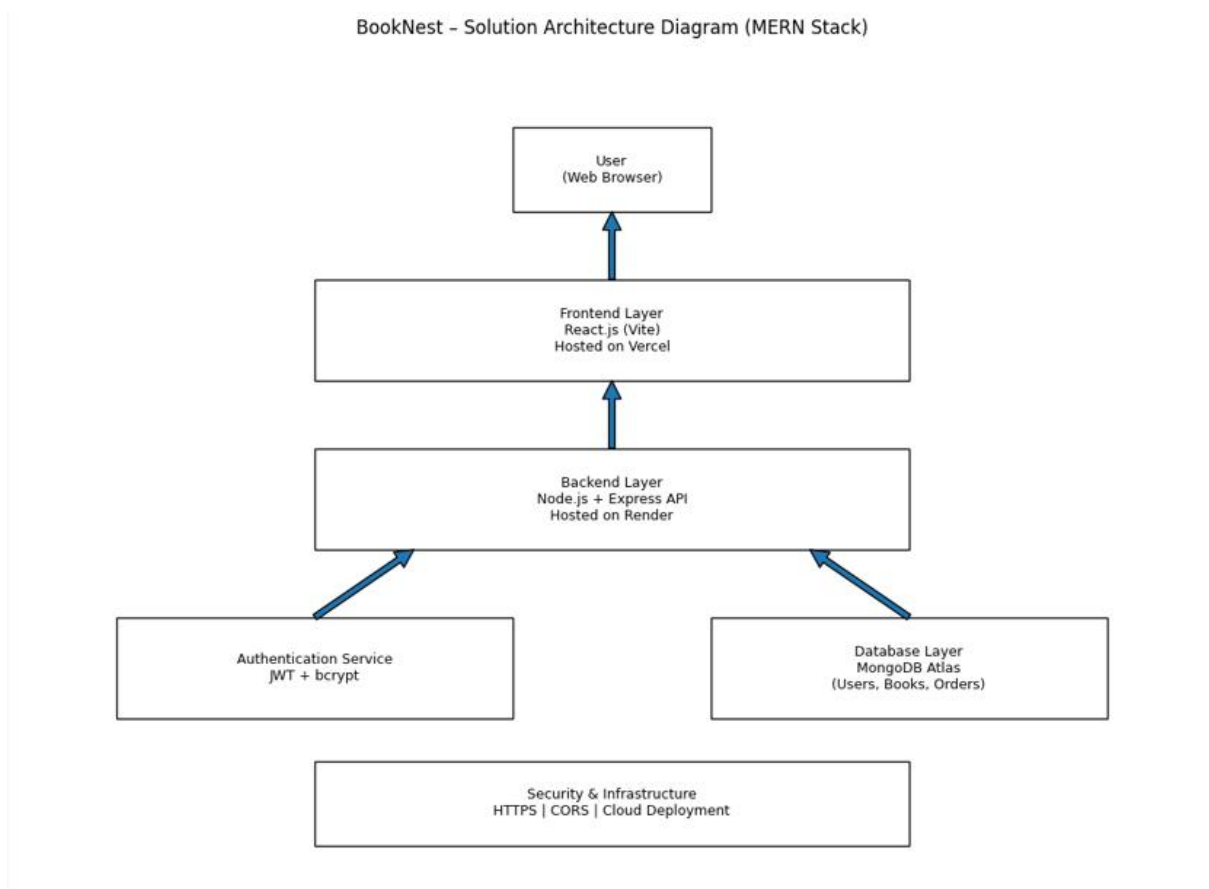 BookNest – Solution Architecture Diagram (MERN Stack)
User
(Web Browser)
Frontend Layer
React.js (Vite)
Hosted on Vercel
Backend Layer
Node.js + Express API
Hosted on Render
Authentication Service
JWT + bcrypt
Database Layer
MongoDB Atlas
(Users, Books, Orders)
Security & Infrastructure
HTTPS | CORS | Cloud Deployment